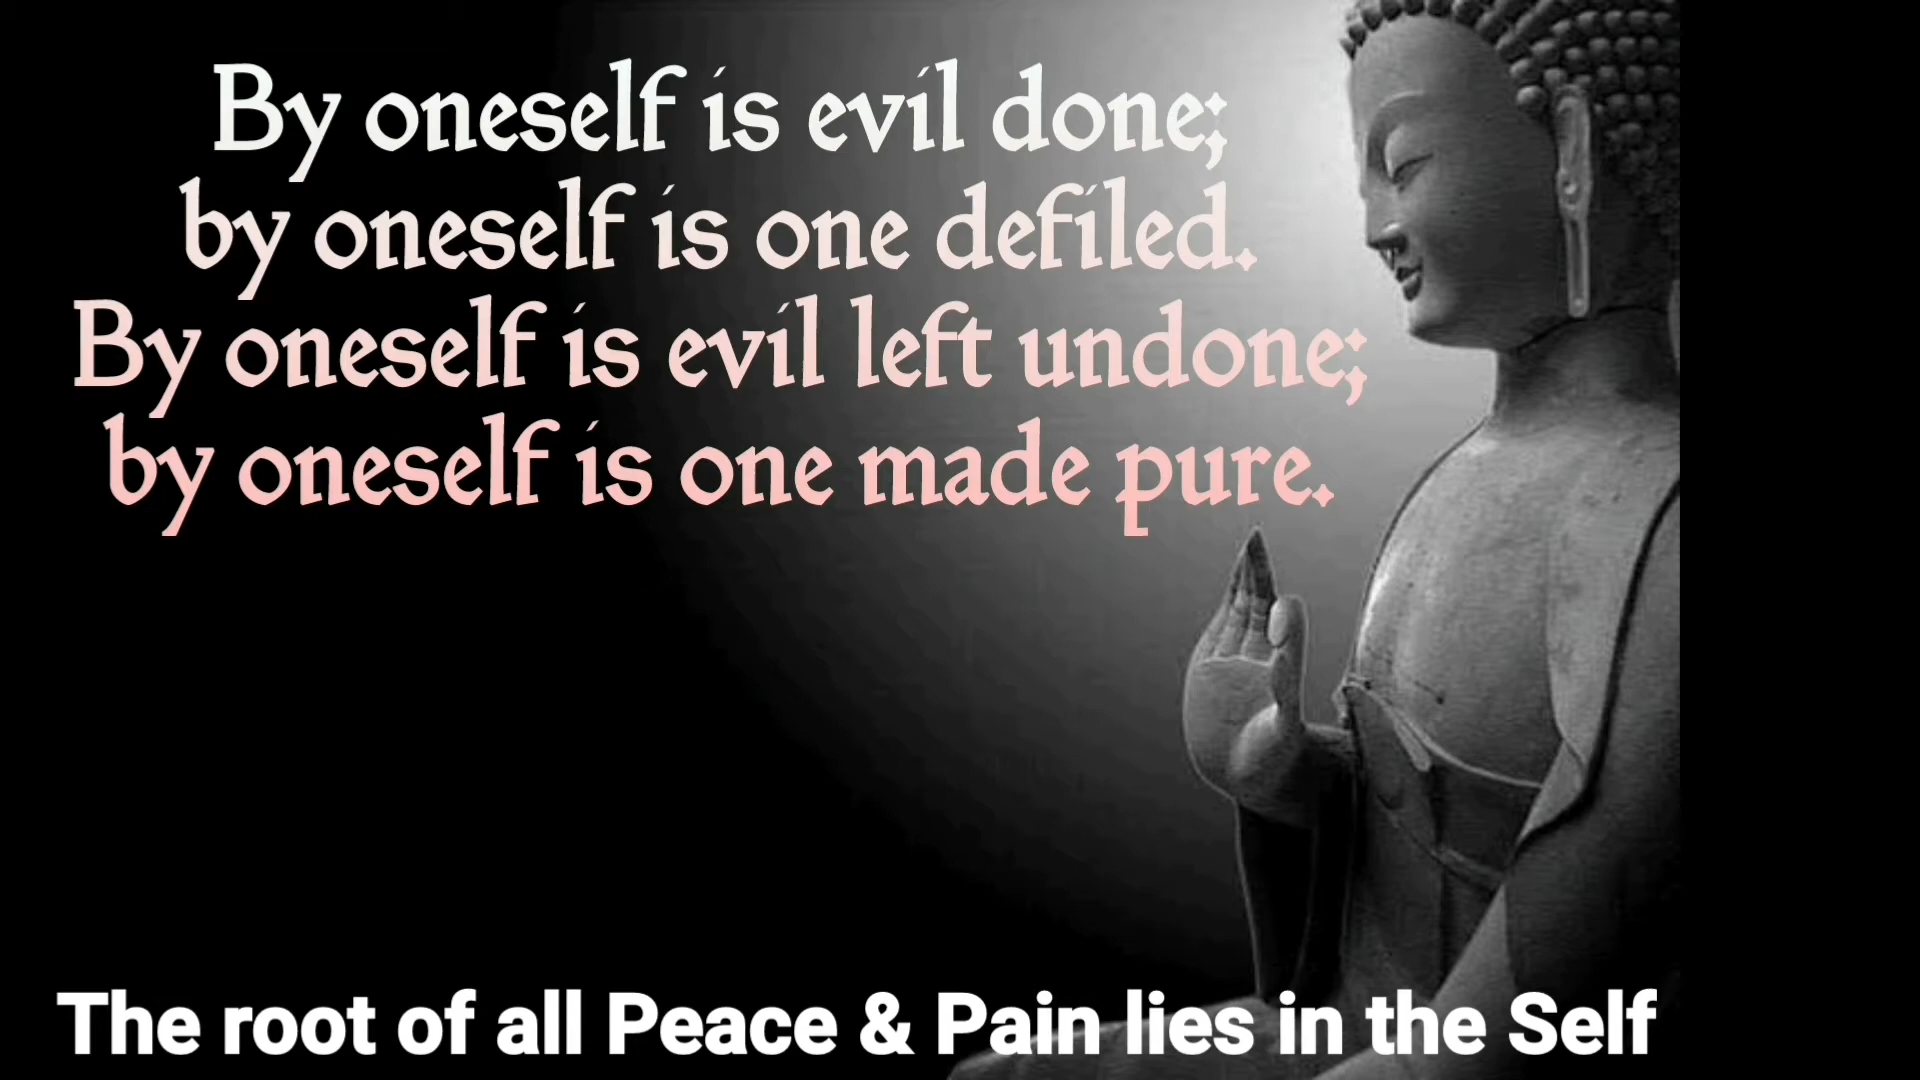 By oneself is evil done;
by oneself is one defiled.
By oneself is evil left undone;
by oneself is one made pure.
The root of all Peace & Pain lies in the Self